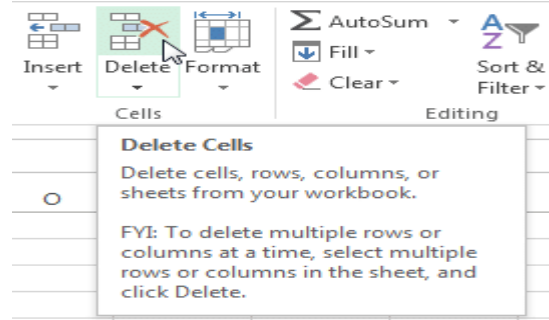 AutoSum
A
Z
Fill
Insert Delete Format
Sort &
Clear
Filter
Cells
Editing
Delete Cells
Delete cells, rows, columns, or
sheets from your workbook.
O
FYI: To delete multiple rows or
columns at a time, select multiple
rows or columns in the sheet, and
click Delete.